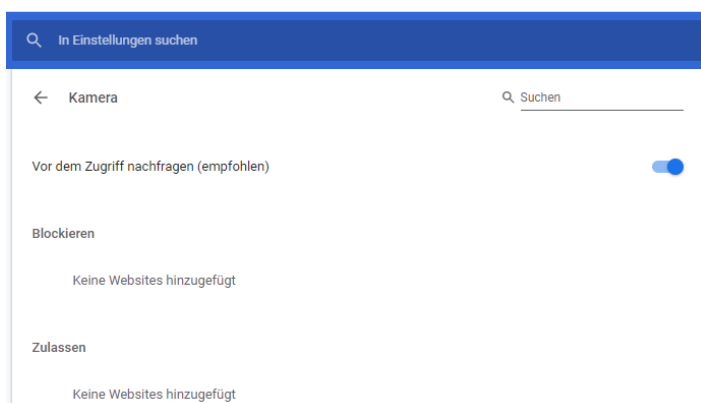 In Einstellungen suchen
Kamera
Suchen
Vor dem Zugriff nachfragen (empfohlen)
Blockieren
Keine Websites hinzugefügt
Zulassen
Keine Websites hinzugefügt